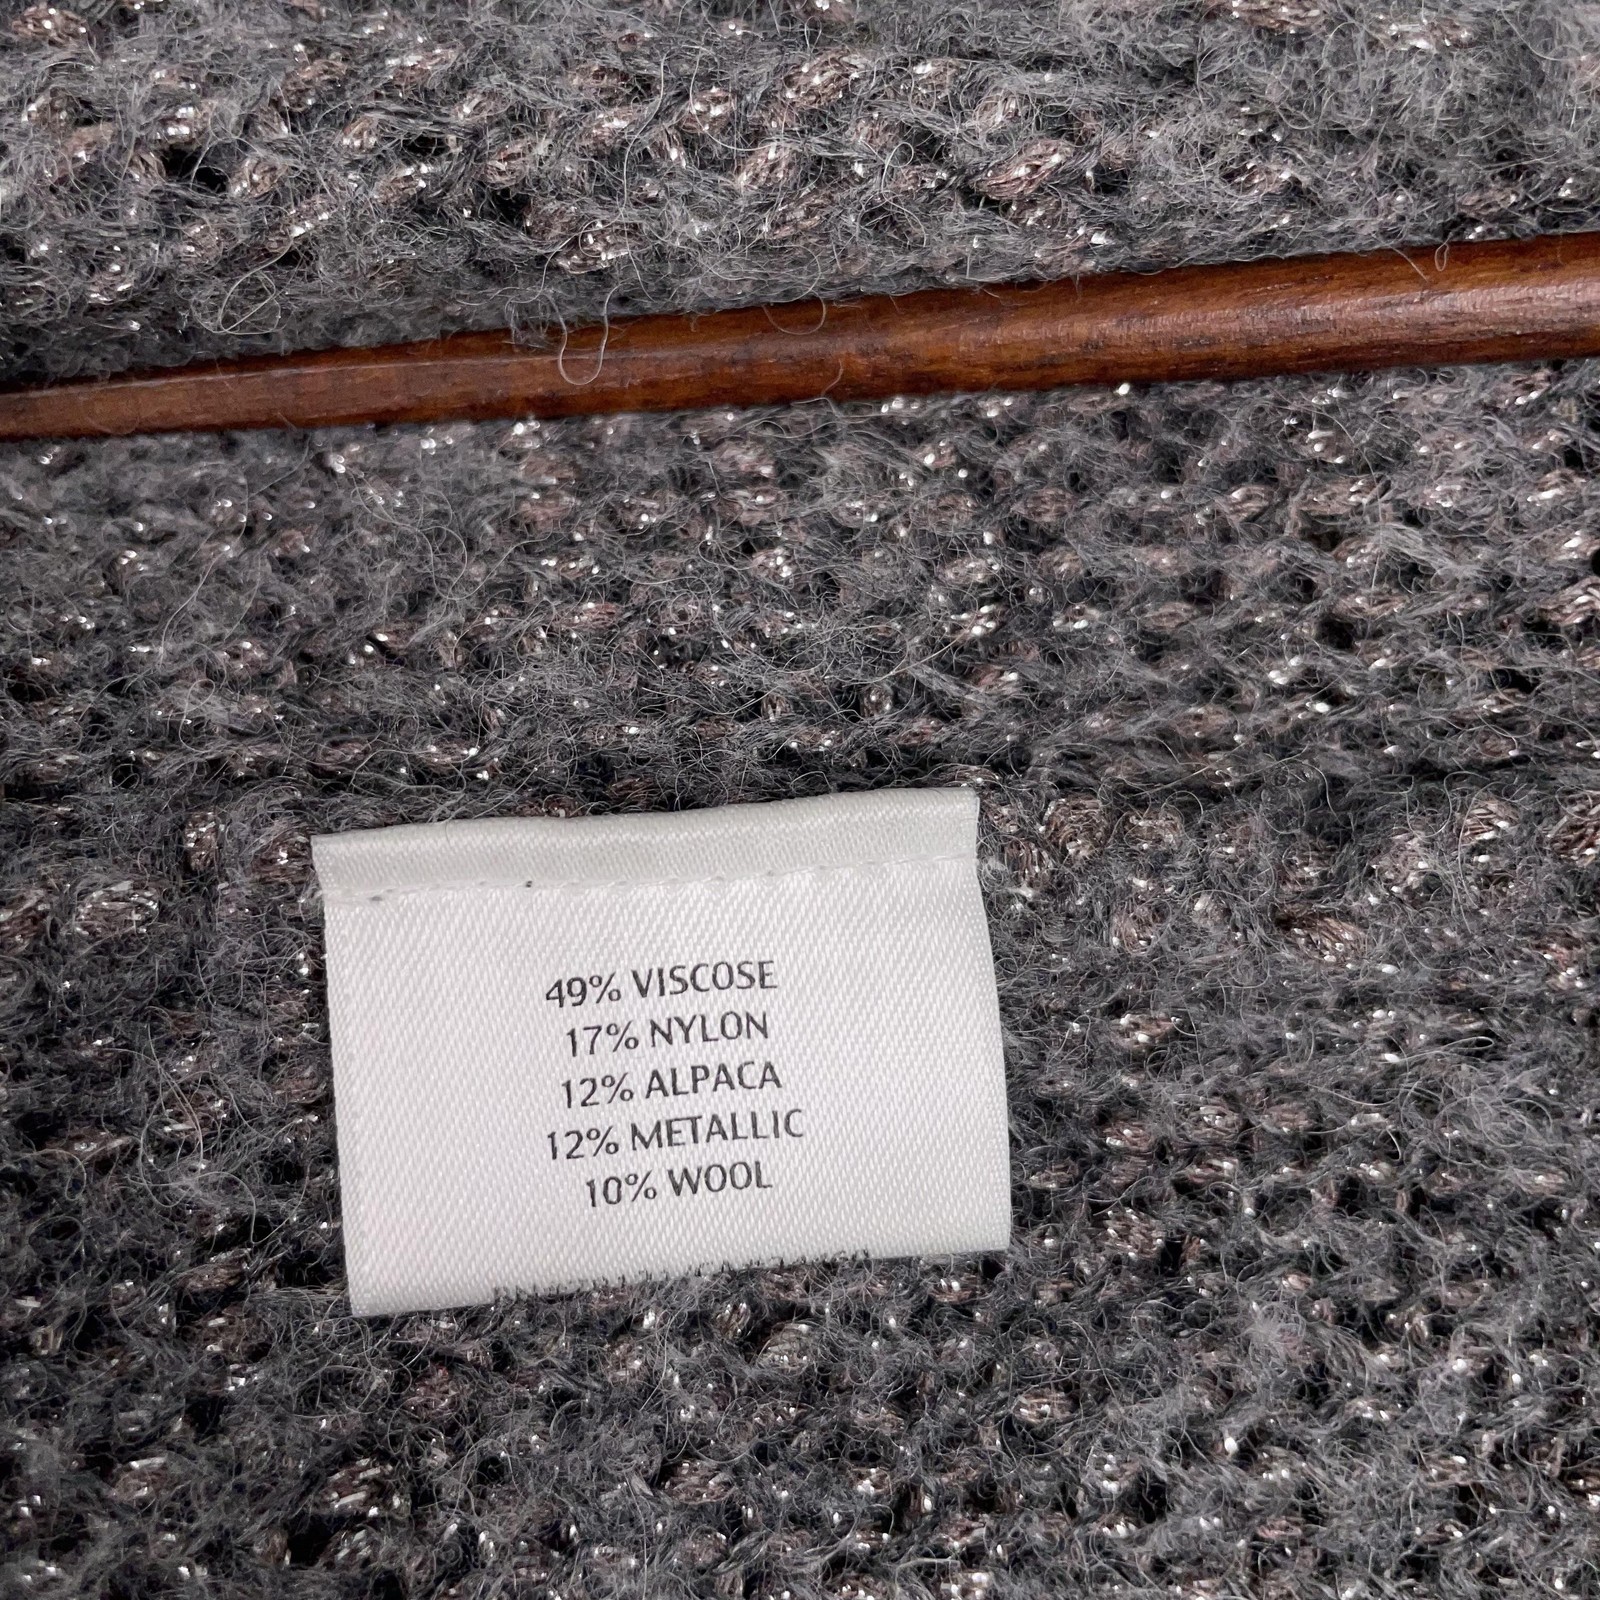 49% VISCOSE
17% NYLON
12% ALPACA
12% METALLIC
10% WOOL